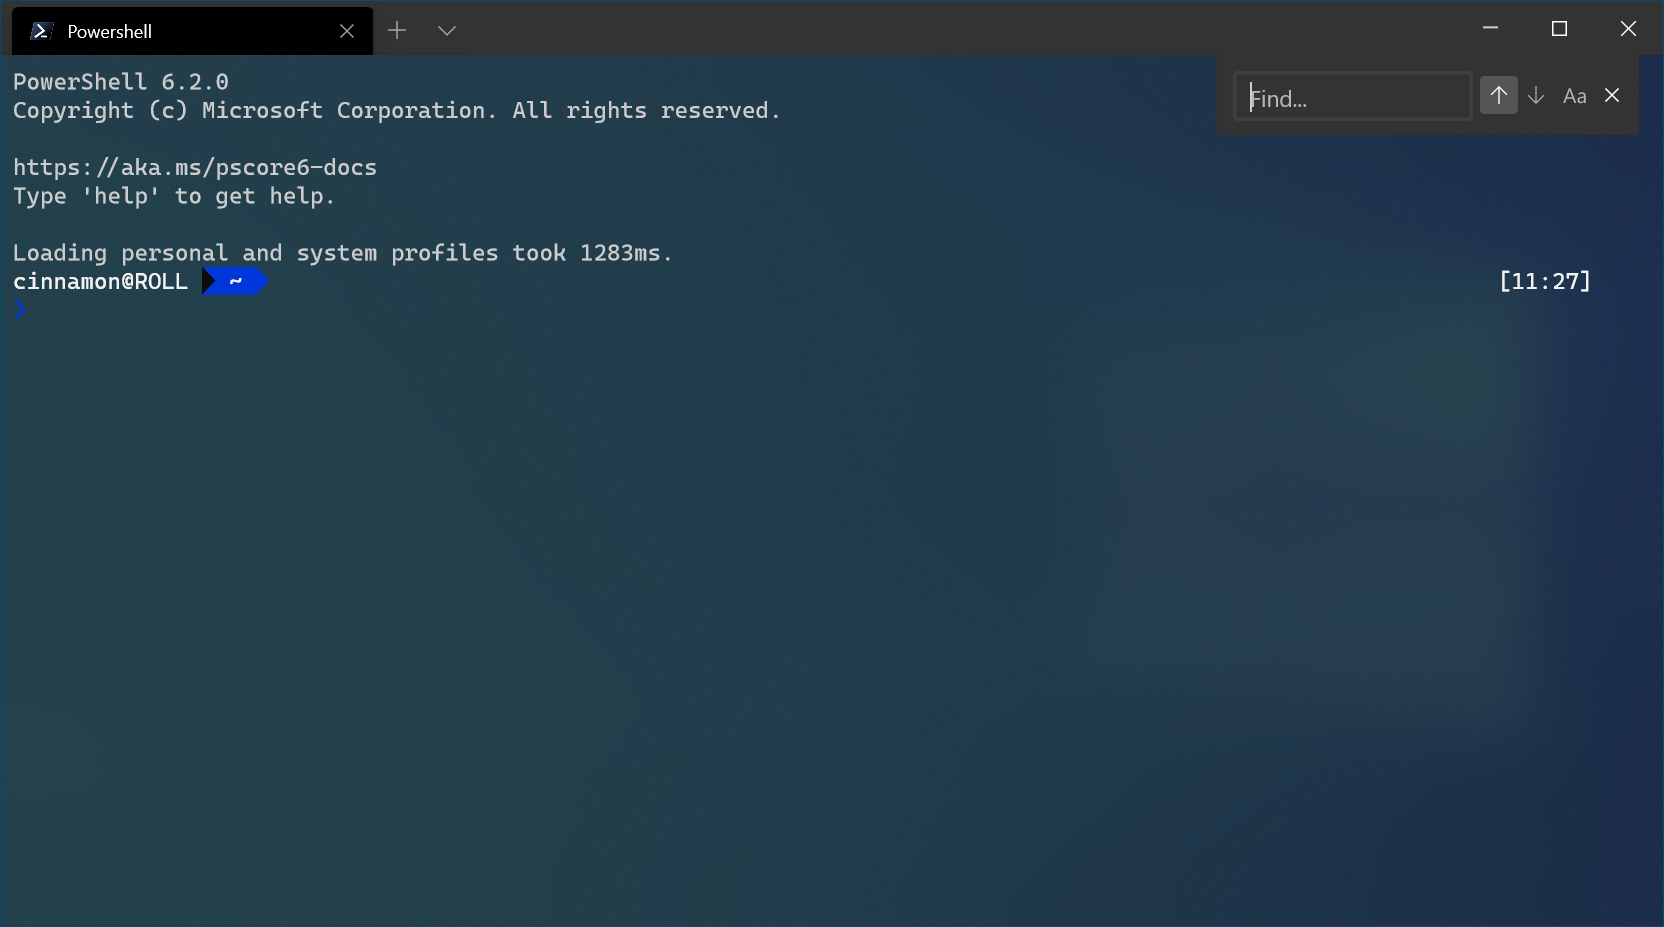 Powershell
PowerShell 6.2.0
Copyright (c) Microsoft Corporation. All rights reserved.
Find...
Aa
https://aka.ms/pscore6-docs
Type 'help' to get help.
Loading personal and system profiles took 1283ms.
cinnamon@ROLL ~ [11:27]
❯